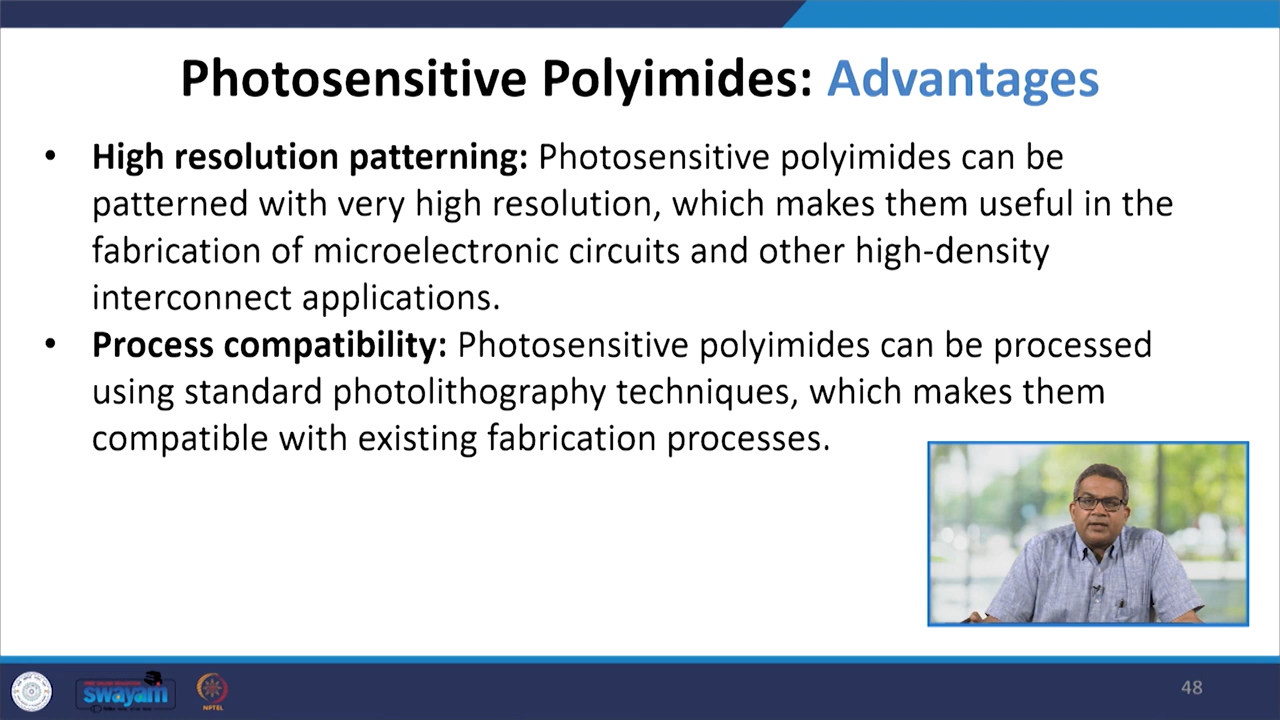 Photosensitive Polyimides: Advantages
• High resolution patterning: Photosensitive polyimides can be
patterned with very high resolution, which makes them useful in the
fabrication of microelectronic circuits and other high-density
interconnect applications.
• Process compatibility: Photosensitive polyimides can be processed
using standard photolithography techniques, which makes them
compatible with existing fabrication processes.
swayam
NPTEL
48